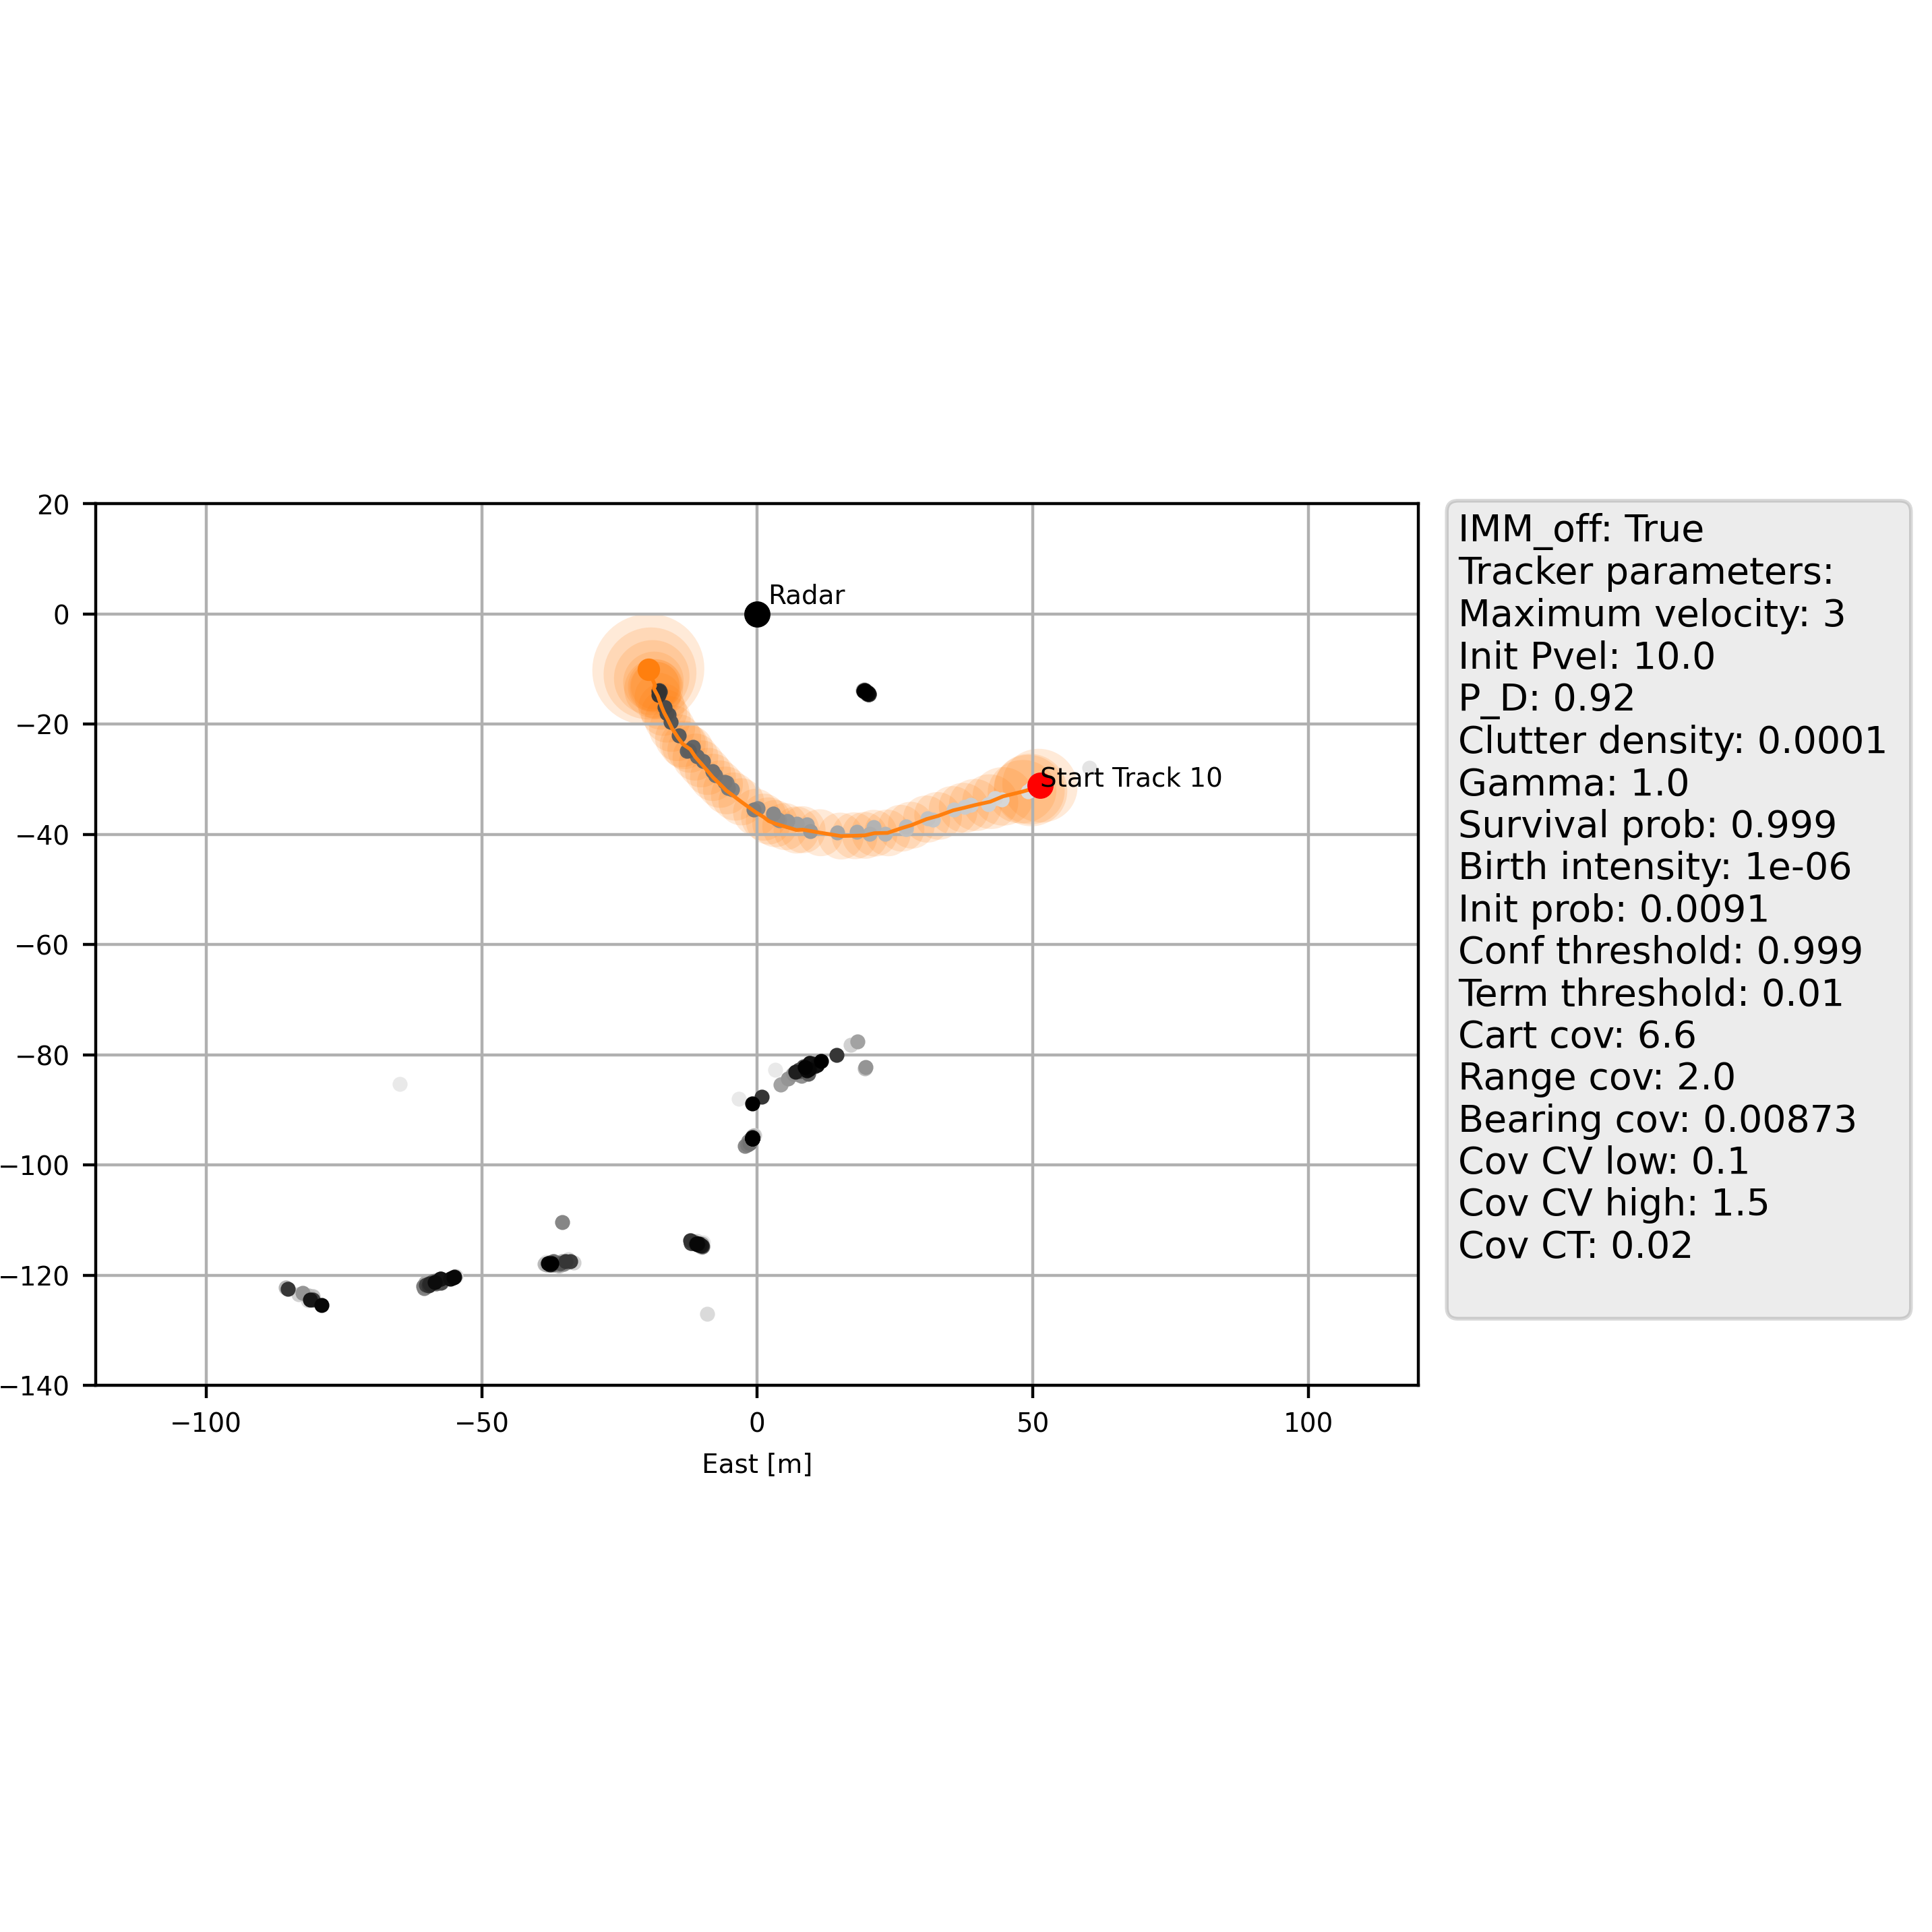 20
0
−20
−40
−60
−80
−100
−120
−140
−100
−50
0
50
100
East [m]
Radar
Start Track 10
IMM_off: True
Tracker parameters:
Maximum velocity: 3
Init Pvel: 10.0
P_D: 0.92
Clutter density: 0.0001
Gamma: 1.0
Survival prob: 0.999
Birth intensity: 1e-06
Init prob: 0.0091
Conf threshold: 0.999
Term threshold: 0.01
Cart cov: 6.6
Range cov: 2.0
Bearing cov: 0.00873
Cov CV low: 0.1
Cov CV high: 1.5
Cov CT: 0.02